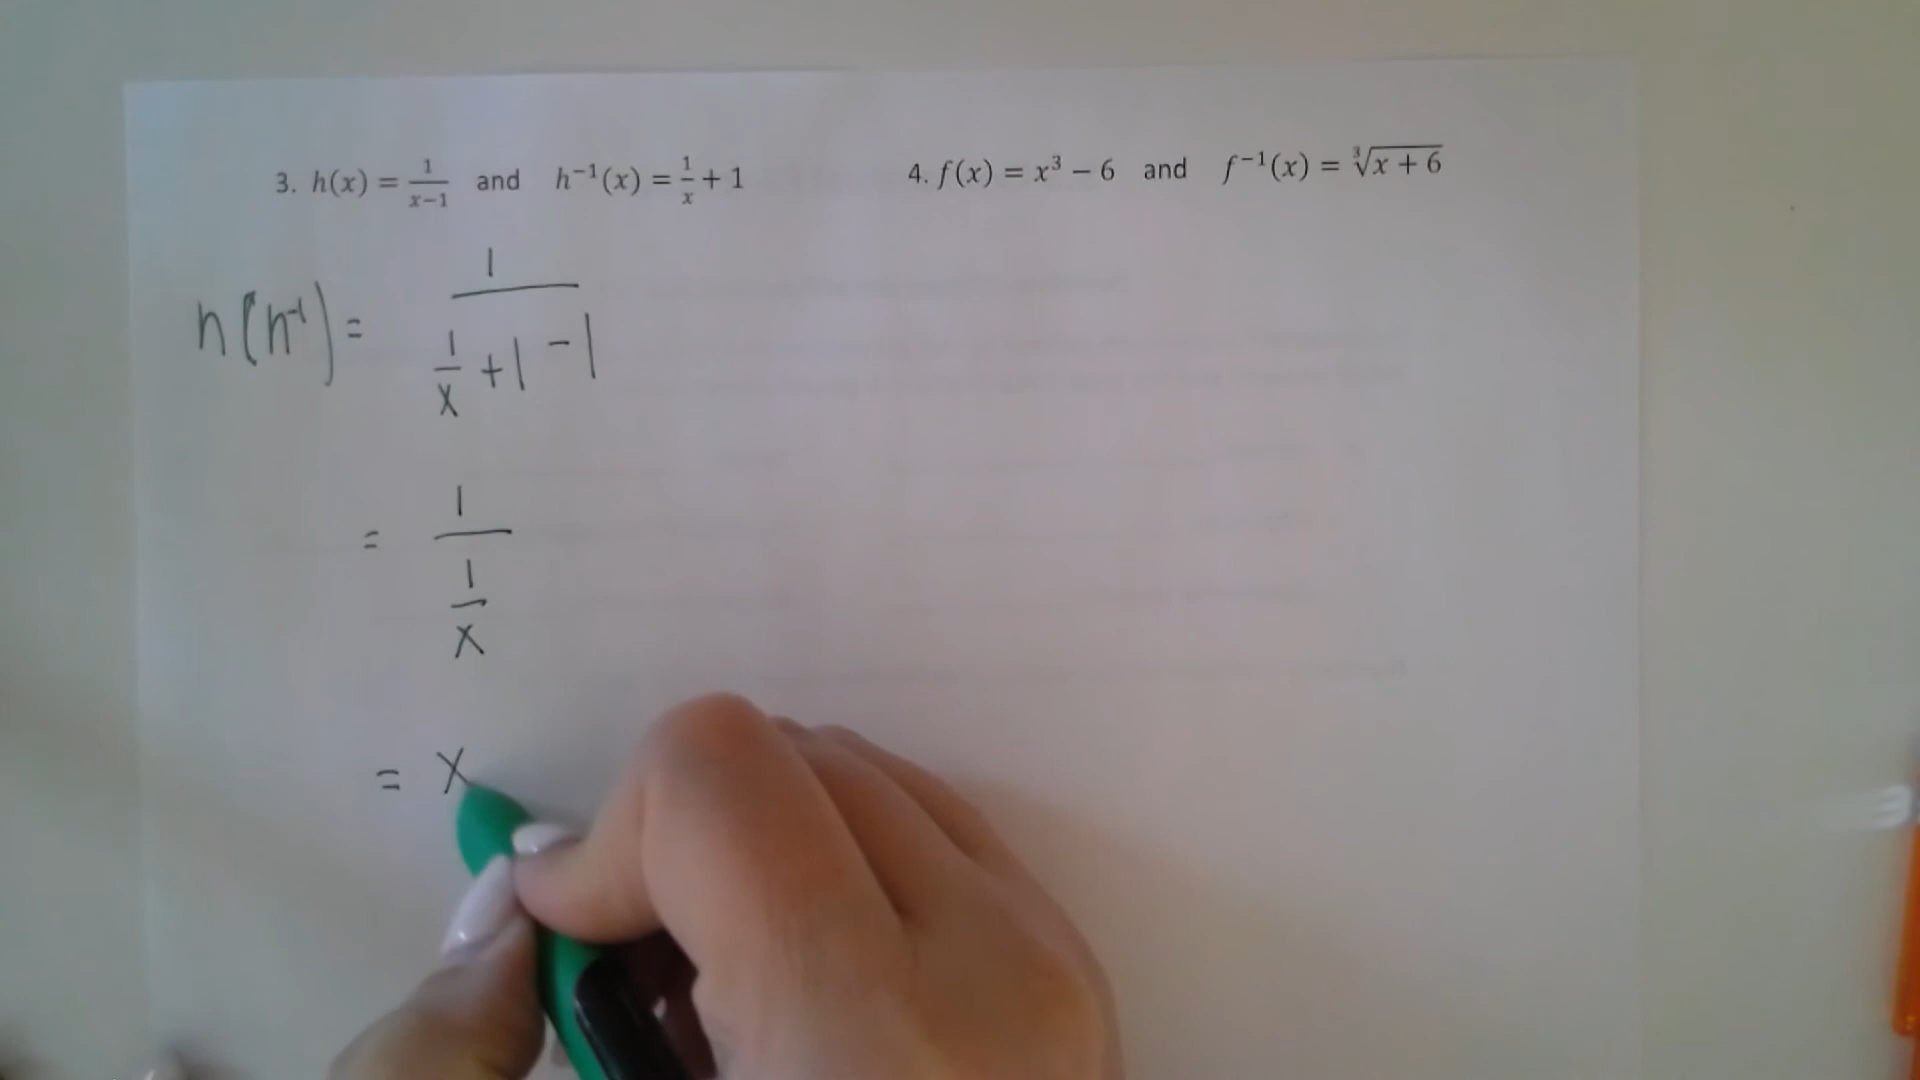 3. h(x) = 1/(x−1) and h⁻¹(x) = 1/x + 1
4. f(x) = x³ − 6 and f⁻¹(x) = ∛(x + 6)
h(h⁻¹) = 1/(1/x + 1 − 1)
= 1/(1/x)
= x